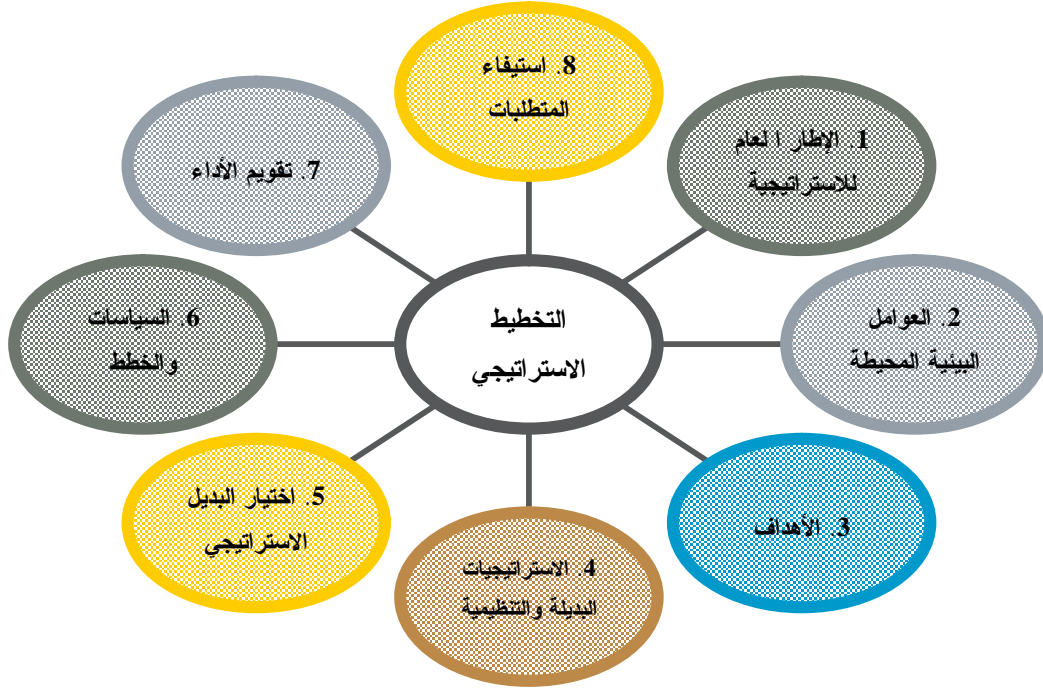 التخطيط
الاستراتيجي
1. الإطار ا لعام
للاستراتيجية
2. العوامل
البيئية المحيطة
3. الأهداف
4. الاستراتيجيات
البديلة والتنظيمية
5. اختيار البديل
الاستراتيجي
6. السياسات
والخطط
7. تقويم الأداء
8. استيفاء
المتطلبات